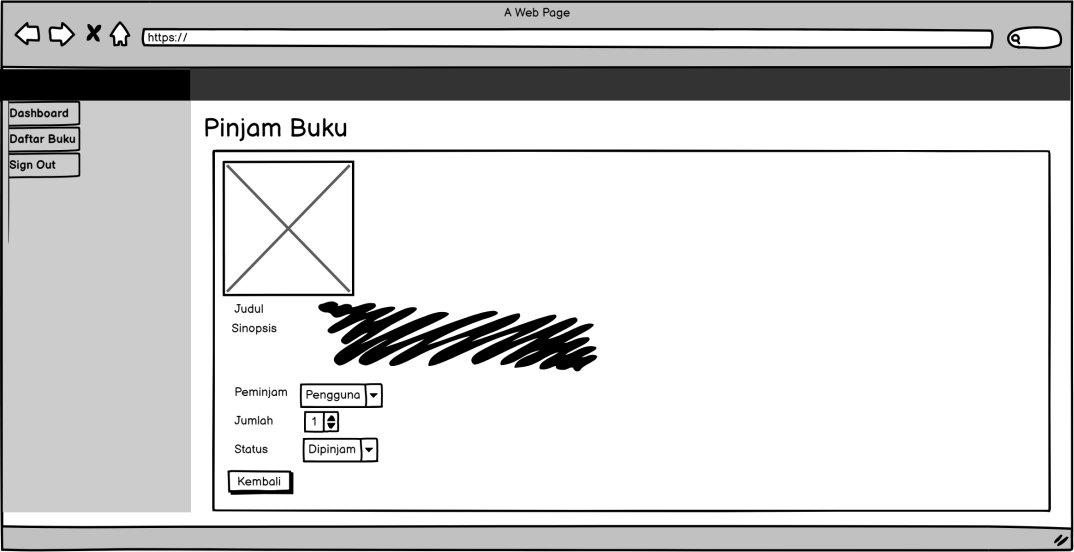 A Web Page
https://
Dashboard
Daftar Buku
Sign Out
Pinjam Buku
Judul
Sinopsis
Peminjam Pengguna
Jumlah 1
Status Dipinjam
Kembali